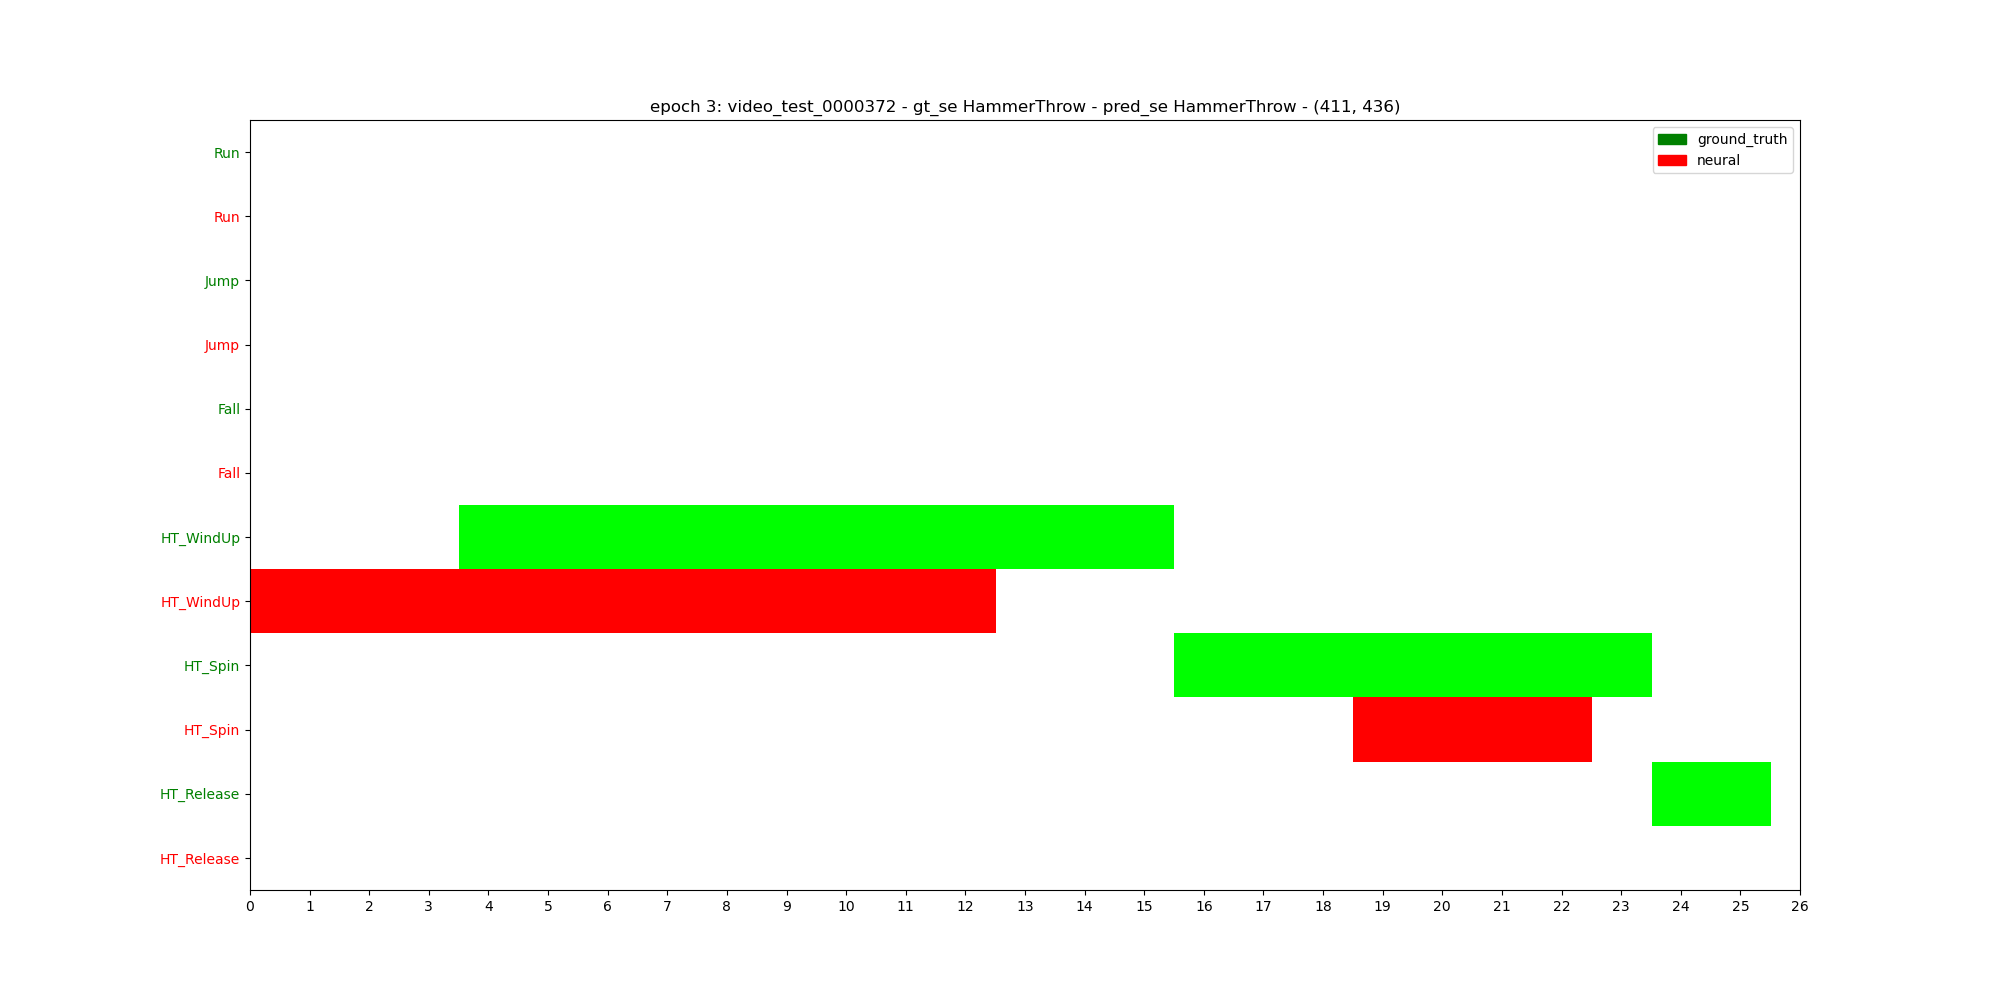 epoch 3: video_test_0000372 - gt_se HammerThrow - pred_se HammerThrow - (411, 436)
ground_truth
neural
Run
Run
Jump
Jump
Fall
Fall
HT_WindUp
HT_WindUp
HT_Spin
HT_Spin
HT_Release
HT_Release
0 1 2 3 4 5 6 7 8 9 10 11 12 13 14 15 16 17 18 19 20 21 22 23 24 25 26